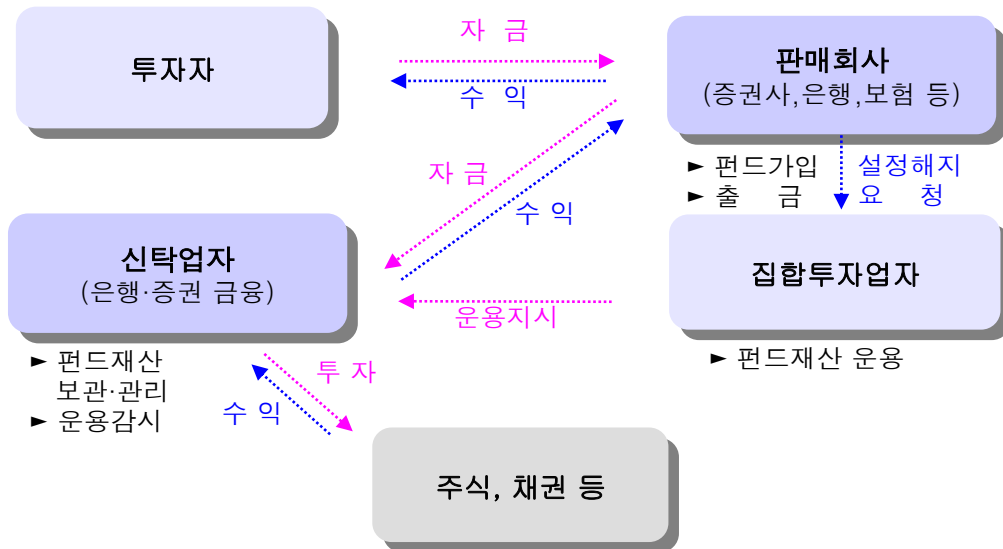 투자자
자 금
수 익
판매회사
(증권사,은행,보험 등)
► 펀드가입
► 출 금
설정해지
요 청
자 금
수 익
신탁업자
(은행·증권 금융)
집합투자업자
운용지시
► 펀드재산
보관·관리
► 운용감시
► 펀드재산 운용
투 자
수 익
주식, 채권 등